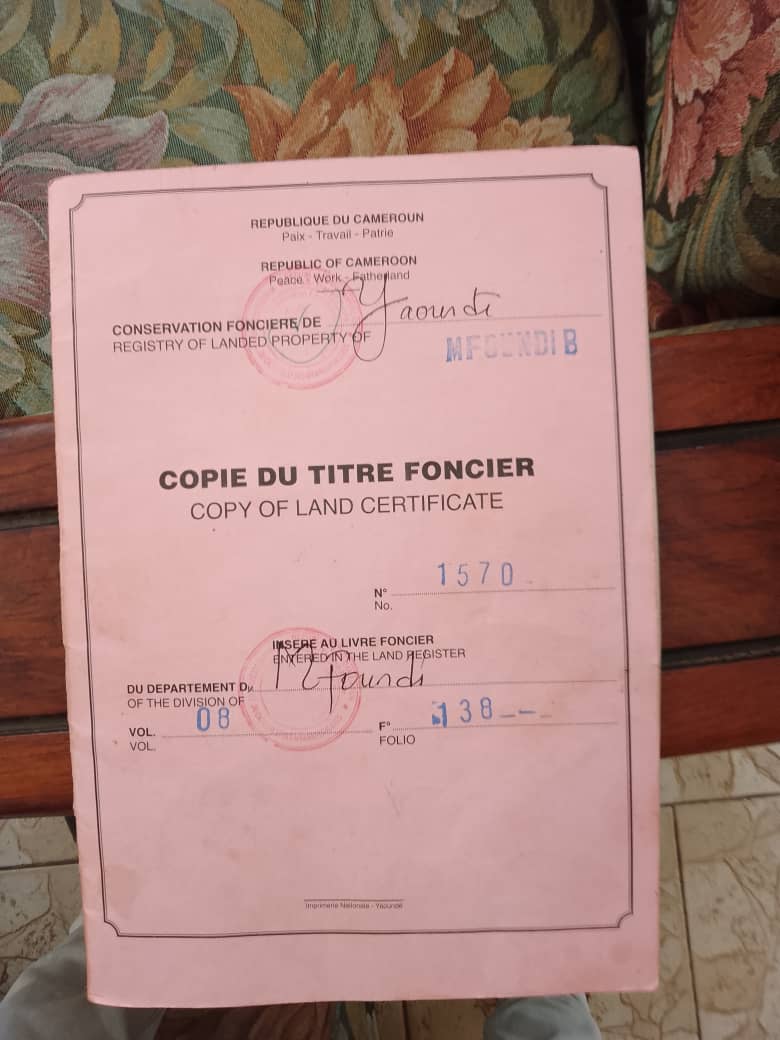 REPUBLIQUE DU CAMEROUN
Paix - Travail - Patrie
REPUBLIC OF CAMEROON
Peace - Work - Fatherland
CONSERVATION FONCIERE DE Yaoundé
REGISTRY OF LANDED PROPERTY OF MFOUNDI B
COPIE DU TITRE FONCIER
COPY OF LAND CERTIFICATE
N° 1570
No.
INSERE AU LIVRE FONCIER
ENTERED IN THE LAND REGISTER
DU DEPARTEMENT Du Mfoundi
OF THE DIVISION OF
VOL. 08 F° 138
VOL. FOLIO
Imprimerie Nationale - Yaoundé